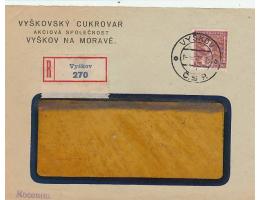 VYŠKOVSKÝ CUKROVAR
AKCIOVÁ SPOLEČNOST
VYŠKOV NA MORAVĚ.
R
Vyškov
270
VYŠKOV
ČSR